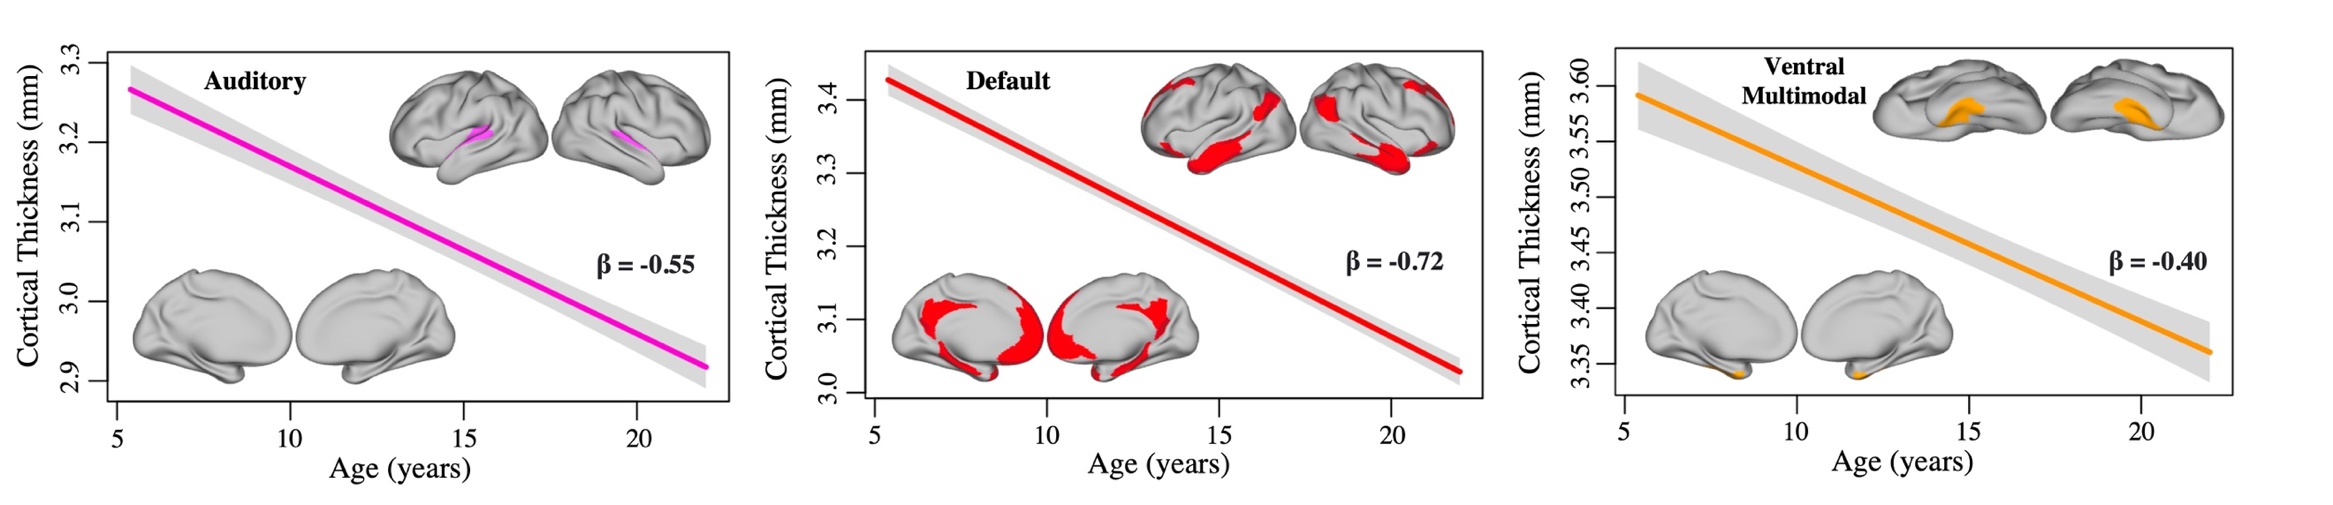 Cortical Thickness (mm)
3.3
3.2
3.1
3.0
2.9
Auditory
β = -0.55
5 10 15 20
Age (years)
Cortical Thickness (mm)
3.4
3.3
3.2
3.1
3.0
Default
β = -0.72
5 10 15 20
Age (years)
Cortical Thickness (mm)
3.60
3.55
3.50
3.45
3.40
3.35
Ventral
Multimodal
β = -0.40
5 10 15 20
Age (years)